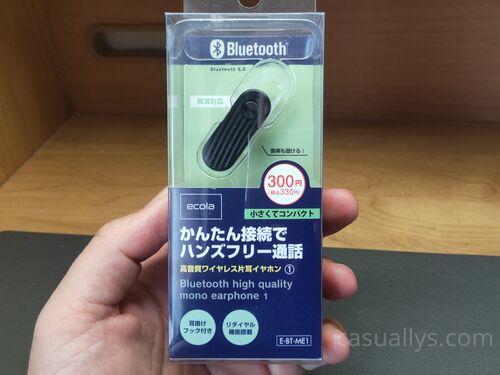 Bluetooth®
Bluetooth 5.0
両耳対応
音楽も聞ける!
300円
(税込330円)
ecola
小さくてコンパクト
かんたん接続で
ハンズフリー通話
高音質ワイヤレス片耳イヤホン①
Bluetooth high quality
mono earphone 1
耳掛け
フック付き
リダイヤル
機能搭載
E-BT-ME1
casuallys.com